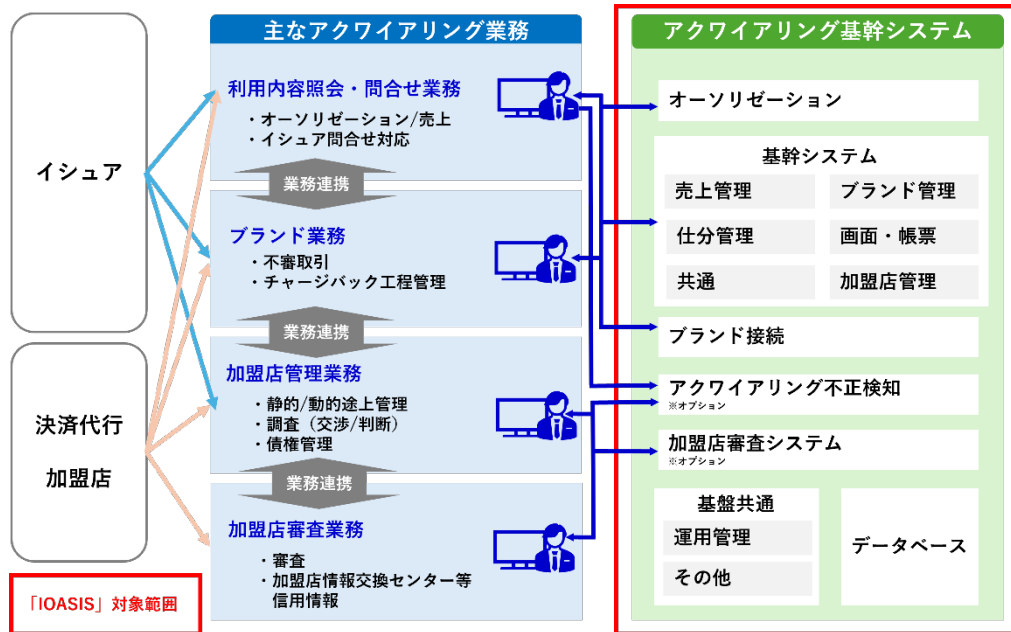 イシュア
決済代行
加盟店
「IOASIS」対象範囲
主なアクワイアリング業務
利用内容照会・問合せ業務
・オーソリゼーション/売上
・イシュア問合せ対応
業務連携
ブランド業務
・不審取引
・チャージバック工程管理
業務連携
加盟店管理業務
・静的/動的途上管理
・調査（交渉/判断）
・債権管理
業務連携
加盟店審査業務
・審査
・加盟店情報交換センター等
信用情報
アクワイアリング基幹システム
オーソリゼーション
基幹システム
売上管理
ブランド管理
仕分管理
画面・帳票
共通
加盟店管理
ブランド接続
アクワイアリング不正検知
※オプション
加盟店審査システム
※オプション
基盤共通
運用管理
その他
データベース